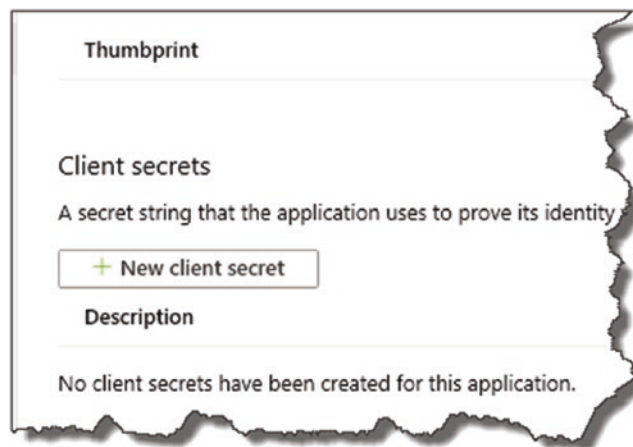 Thumbprint
Client secrets
A secret string that the application uses to prove its identity
+ New client secret
Description
No client secrets have been created for this application.